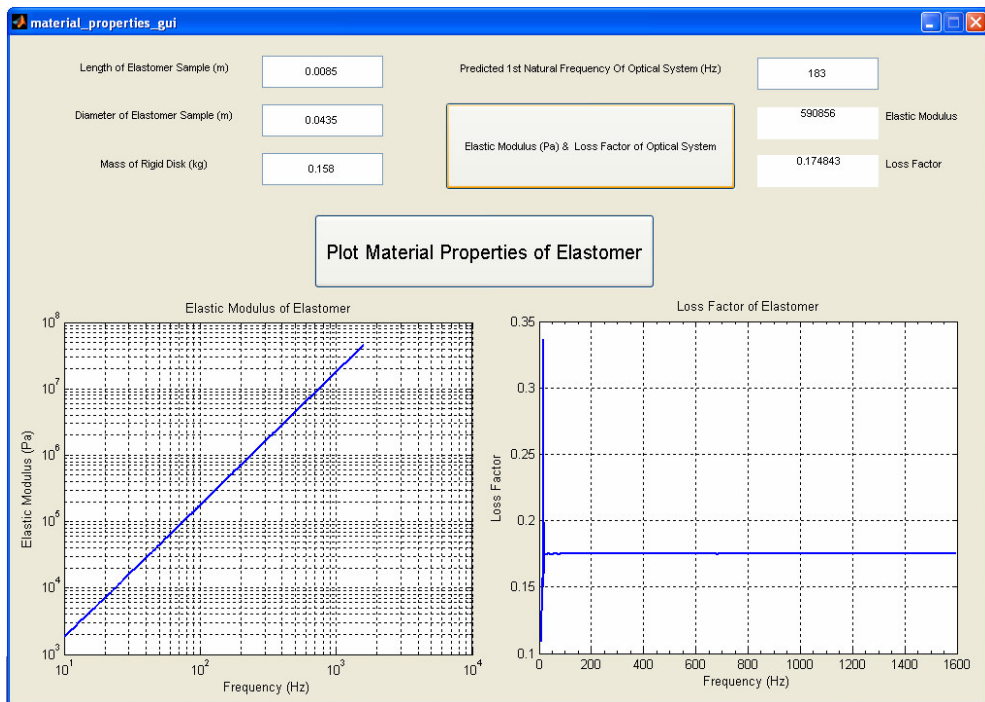 material_properties_gui
Length of Elastomer Sample (m)
0.0085
Predicted 1st Natural Frequency Of Optical System (Hz)
183
Diameter of Elastomer Sample (m)
0.0435
Elastic Modulus (Pa) & Loss Factor of Optical System
590856
Elastic Modulus
Mass of Rigid Disk (kg)
0.158
0.174843
Loss Factor
Plot Material Properties of Elastomer
Elastic Modulus of Elastomer
10^8
10^7
10^6
10^5
10^4
10^3
Elastic Modulus (Pa)
10^1
10^2
10^3
10^4
Frequency (Hz)
Loss Factor of Elastomer
0.35
0.3
0.25
0.2
0.15
0.1
Loss Factor
0
200
400
600
800
1000
1200
1400
1600
Frequency (Hz)